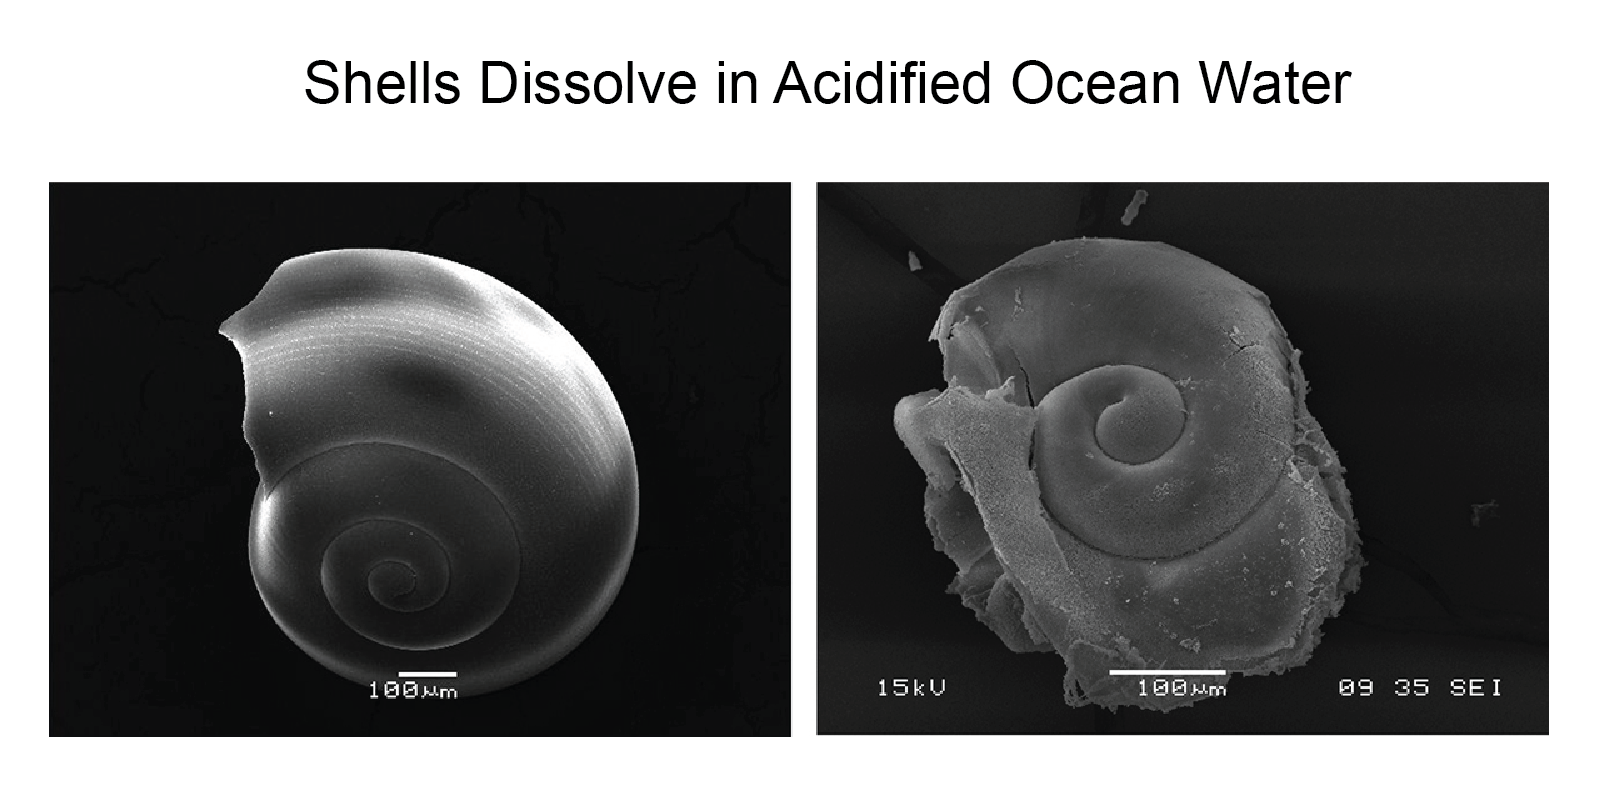 Shells Dissolve in Acidified Ocean Water
100µm
15kV 100µm 09 35 SEI